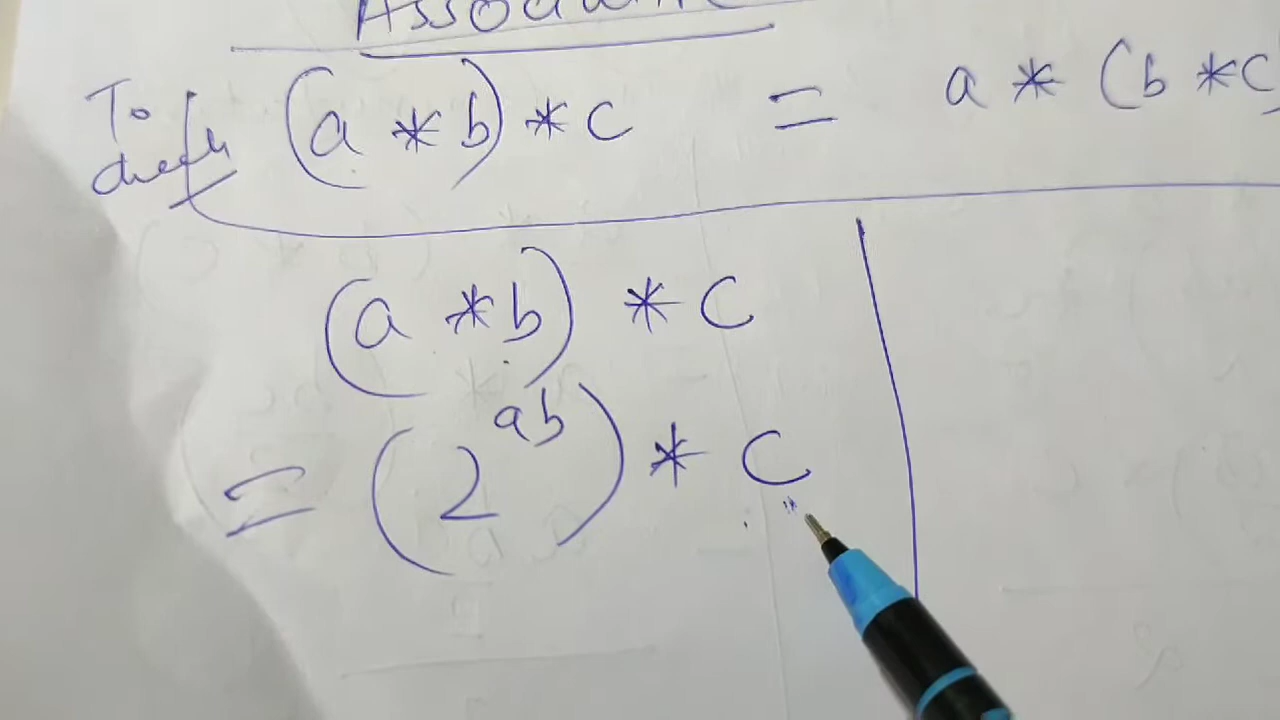 To check (a * b) * c = a * (b * c)
(a * b) * c
= (2^ab) * c